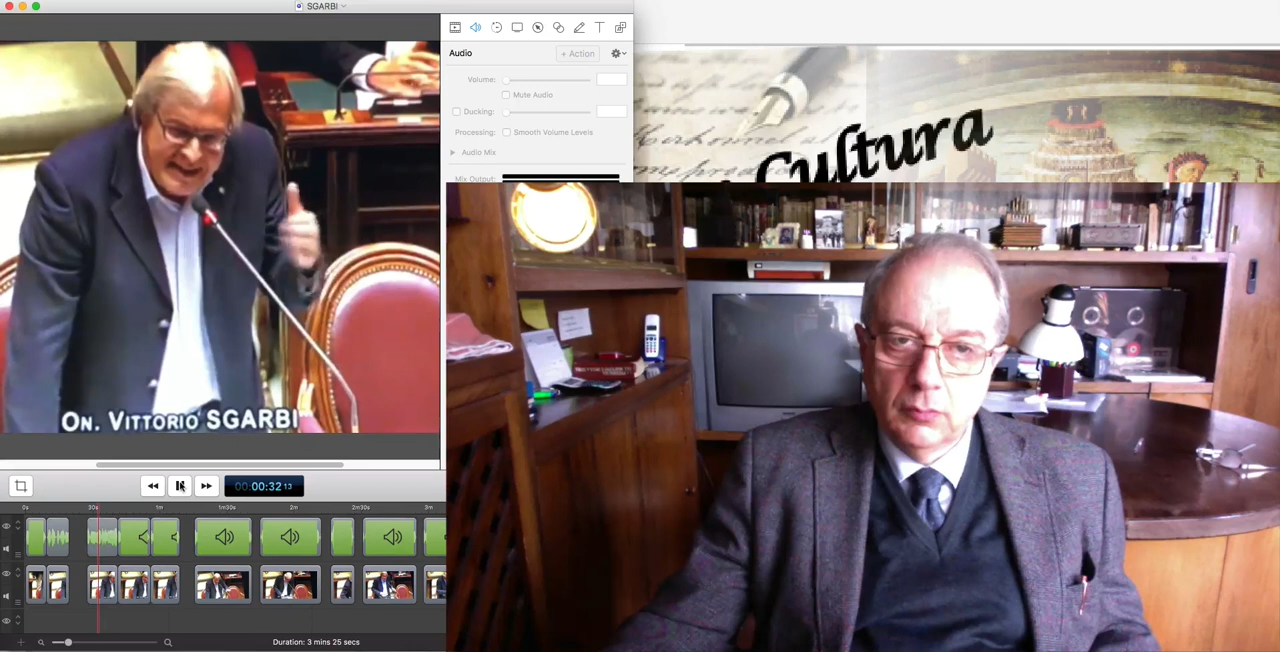 SGARBI
Audio
+ Action
Volume:
Mute Audio
Ducking:
Processing:
Smooth Volume Levels
Audio Mix
Mix Output:
Cultura
ON. VITTORIO SGARBI
00:00:32 13
0s
30s
1m
1m30s
2m
2m30s
3m
Duration: 3 mins 25 secs